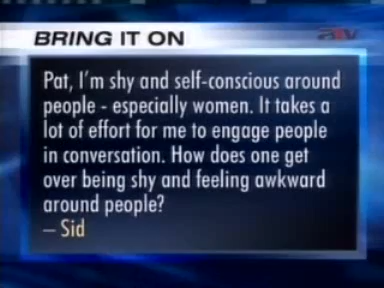 BRING IT ON
Pat, I'm shy and self-conscious around
people - especially women. It takes a
lot of effort for me to engage people
in conversation. How does one get
over being shy and feeling awkward
around people?
– Sid